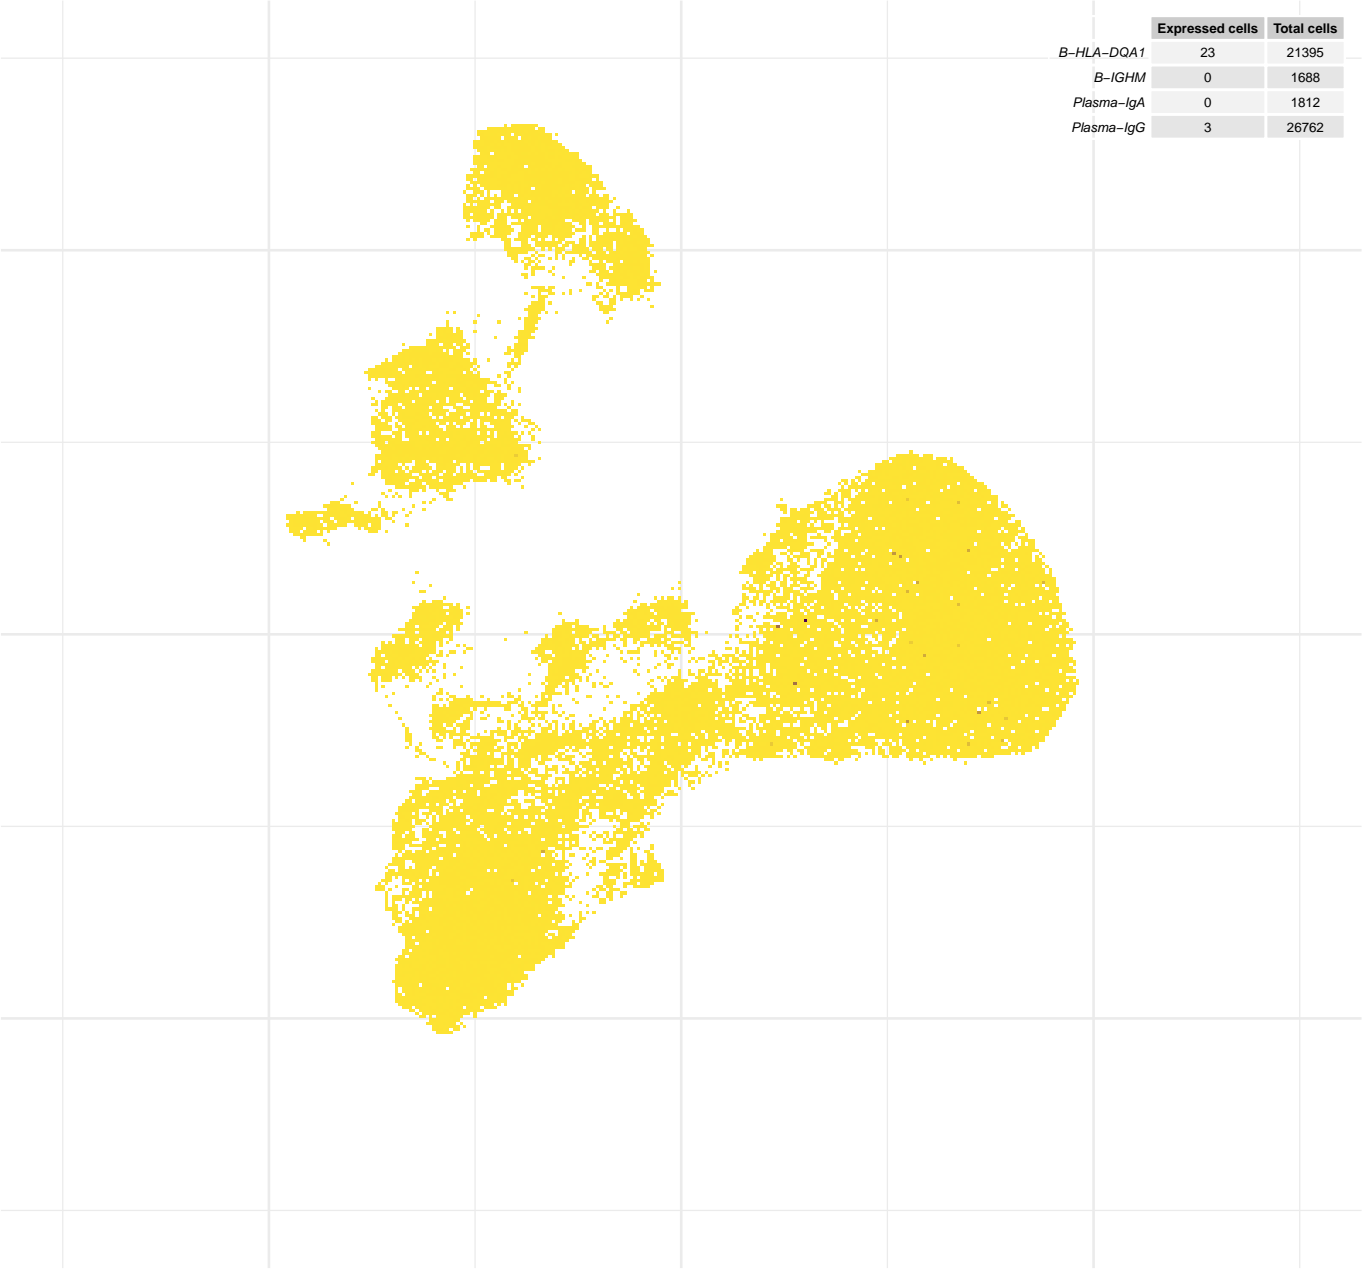 Expressed cells Total cells
B−HLA−DQA1 23 21395
B−IGHM 0 1688
Plasma−IgA 0 1812
Plasma−IgG 3 26762